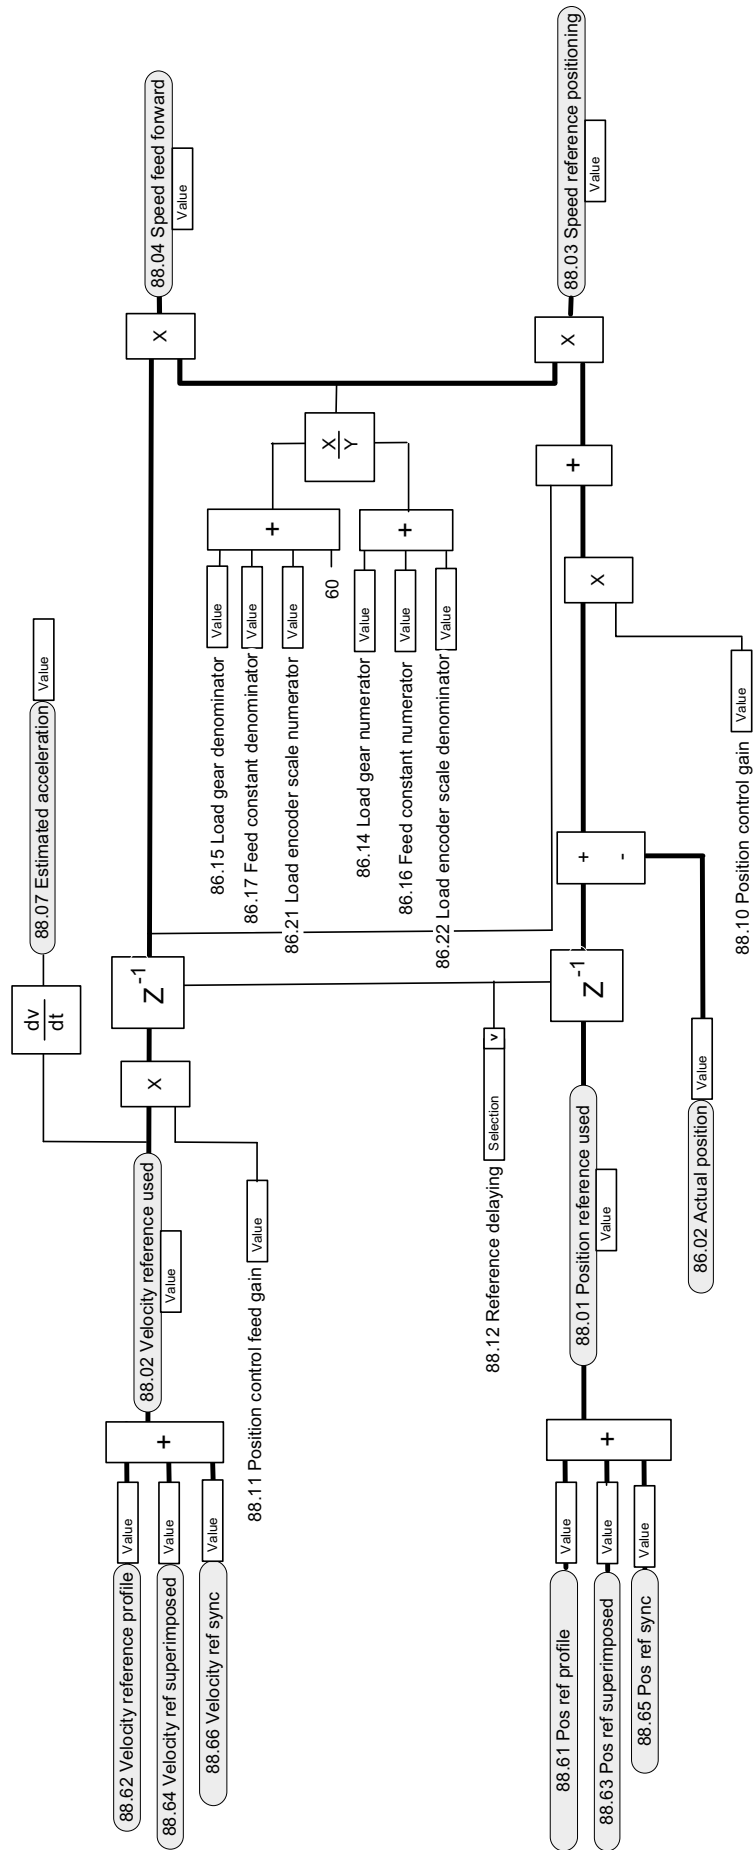 88.62 Velocity reference profile
Value
88.64 Velocity ref superimposed
Value
88.66 Velocity ref sync
Value
+
88.02 Velocity reference used
Value
88.11 Position control feed gain
Value
X
dv
dt
88.07 Estimated acceleration
Value
Z-1
X
88.04 Speed feed forward
Value
86.15 Load gear denominator
Value
86.17 Feed constant denominator
Value
86.21 Load encoder scale numerator
Value
60
+
86.14 Load gear numerator
Value
86.16 Feed constant numerator
Value
86.22 Load encoder scale denominator
Value
+
X
Y
88.12 Reference delaying
Selection
v
88.61 Pos ref profile
Value
88.63 Pos ref superimposed
Value
88.65 Pos ref sync
Value
+
88.01 Position reference used
Value
Z-1
86.02 Actual position
Value
+
-
88.10 Position control gain
Value
X
+
X
88.03 Speed reference positioning
Value